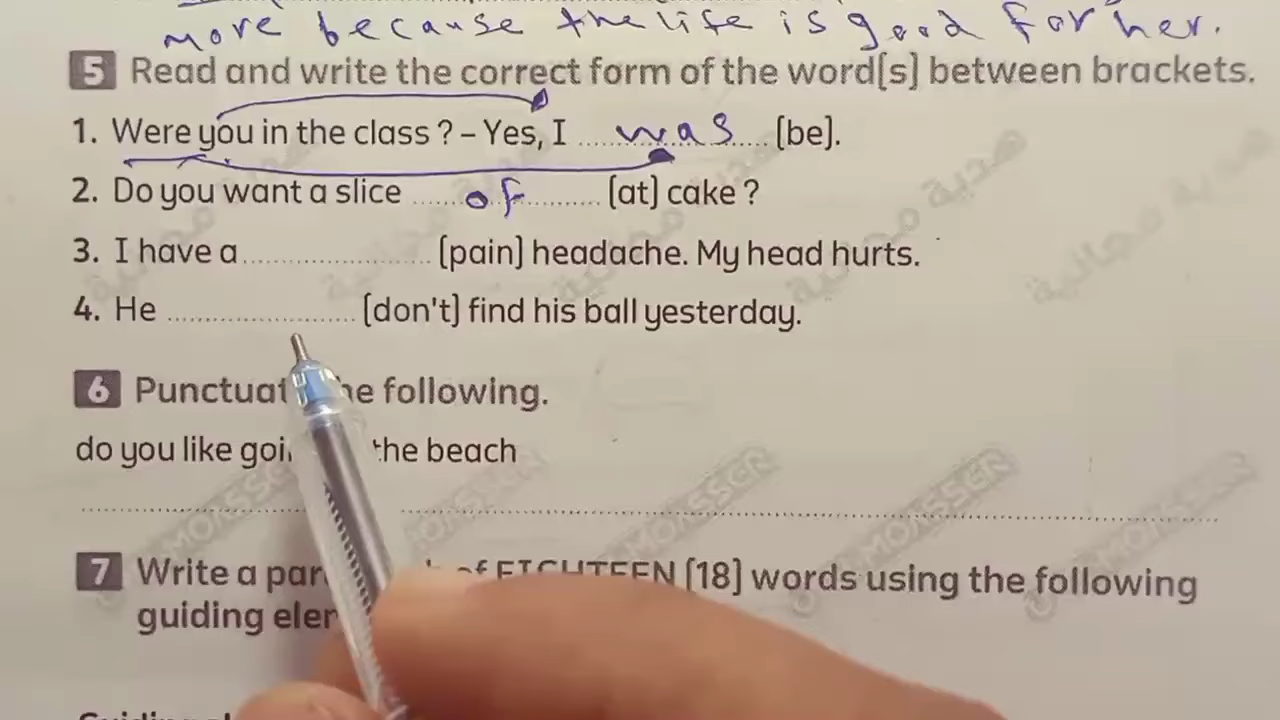 more because the life is good for her.
5 Read and write the correct form of the word[s] between brackets.
1. Were you in the class ? – Yes, I ..... was ..... [be].
2. Do you want a slice ..... of ..... [at] cake ?
3. I have a .......................... [pain] headache. My head hurts.
4. He .......................... [don't] find his ball yesterday.
6 Punctuat he following.
do you like goi the beach
7 Write a par of EIGHTEEN [18] words using the following
guiding eler